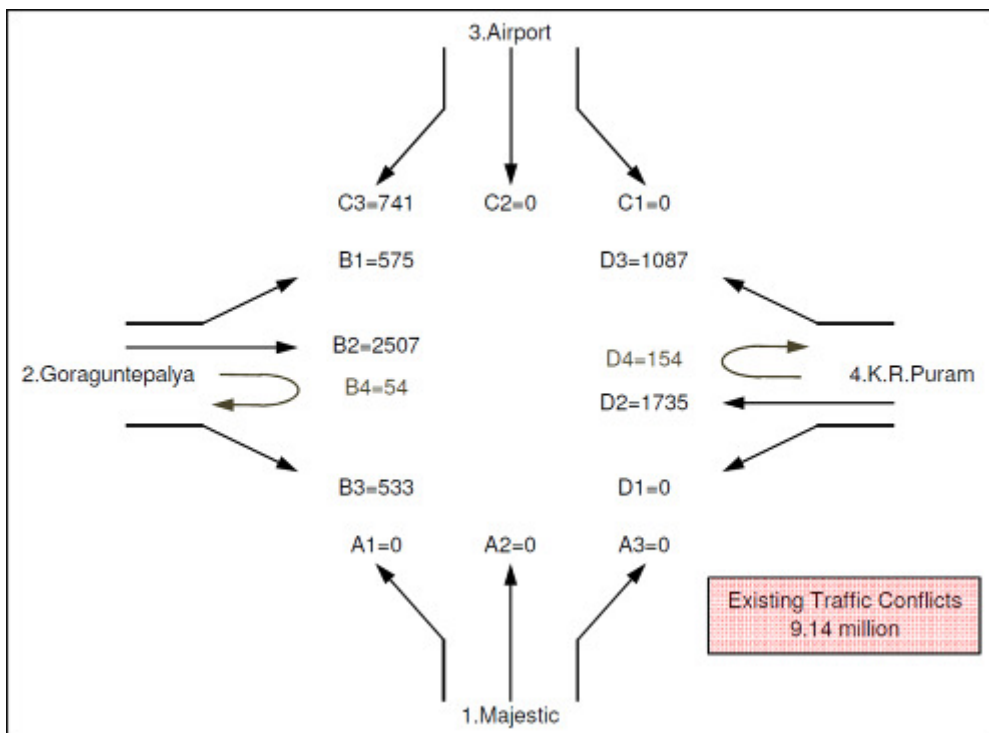 3.Airport
C3=741
C2=0
C1=0
B1=575
D3=1087
B2=2507
D4=154
2.Goraguntepalya
B4=54
4.K.R.Puram
D2=1735
B3=533
D1=0
A1=0
A2=0
A3=0
Existing Traffic Conflicts
9.14 million
1.Majestic